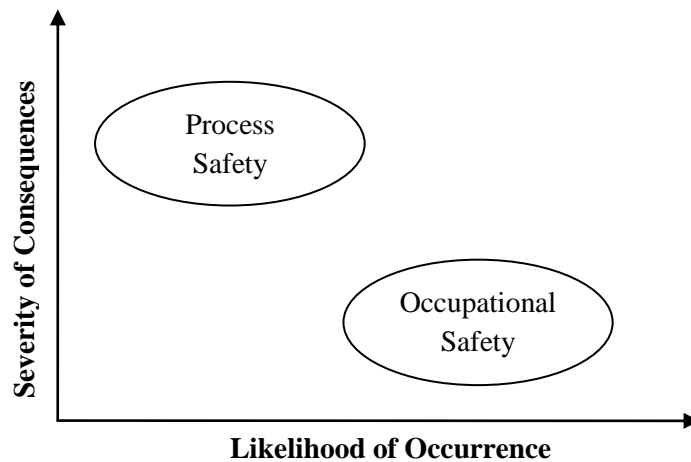 Severity of Consequences
Process
Safety
Occupational
Safety
Likelihood of Occurrence